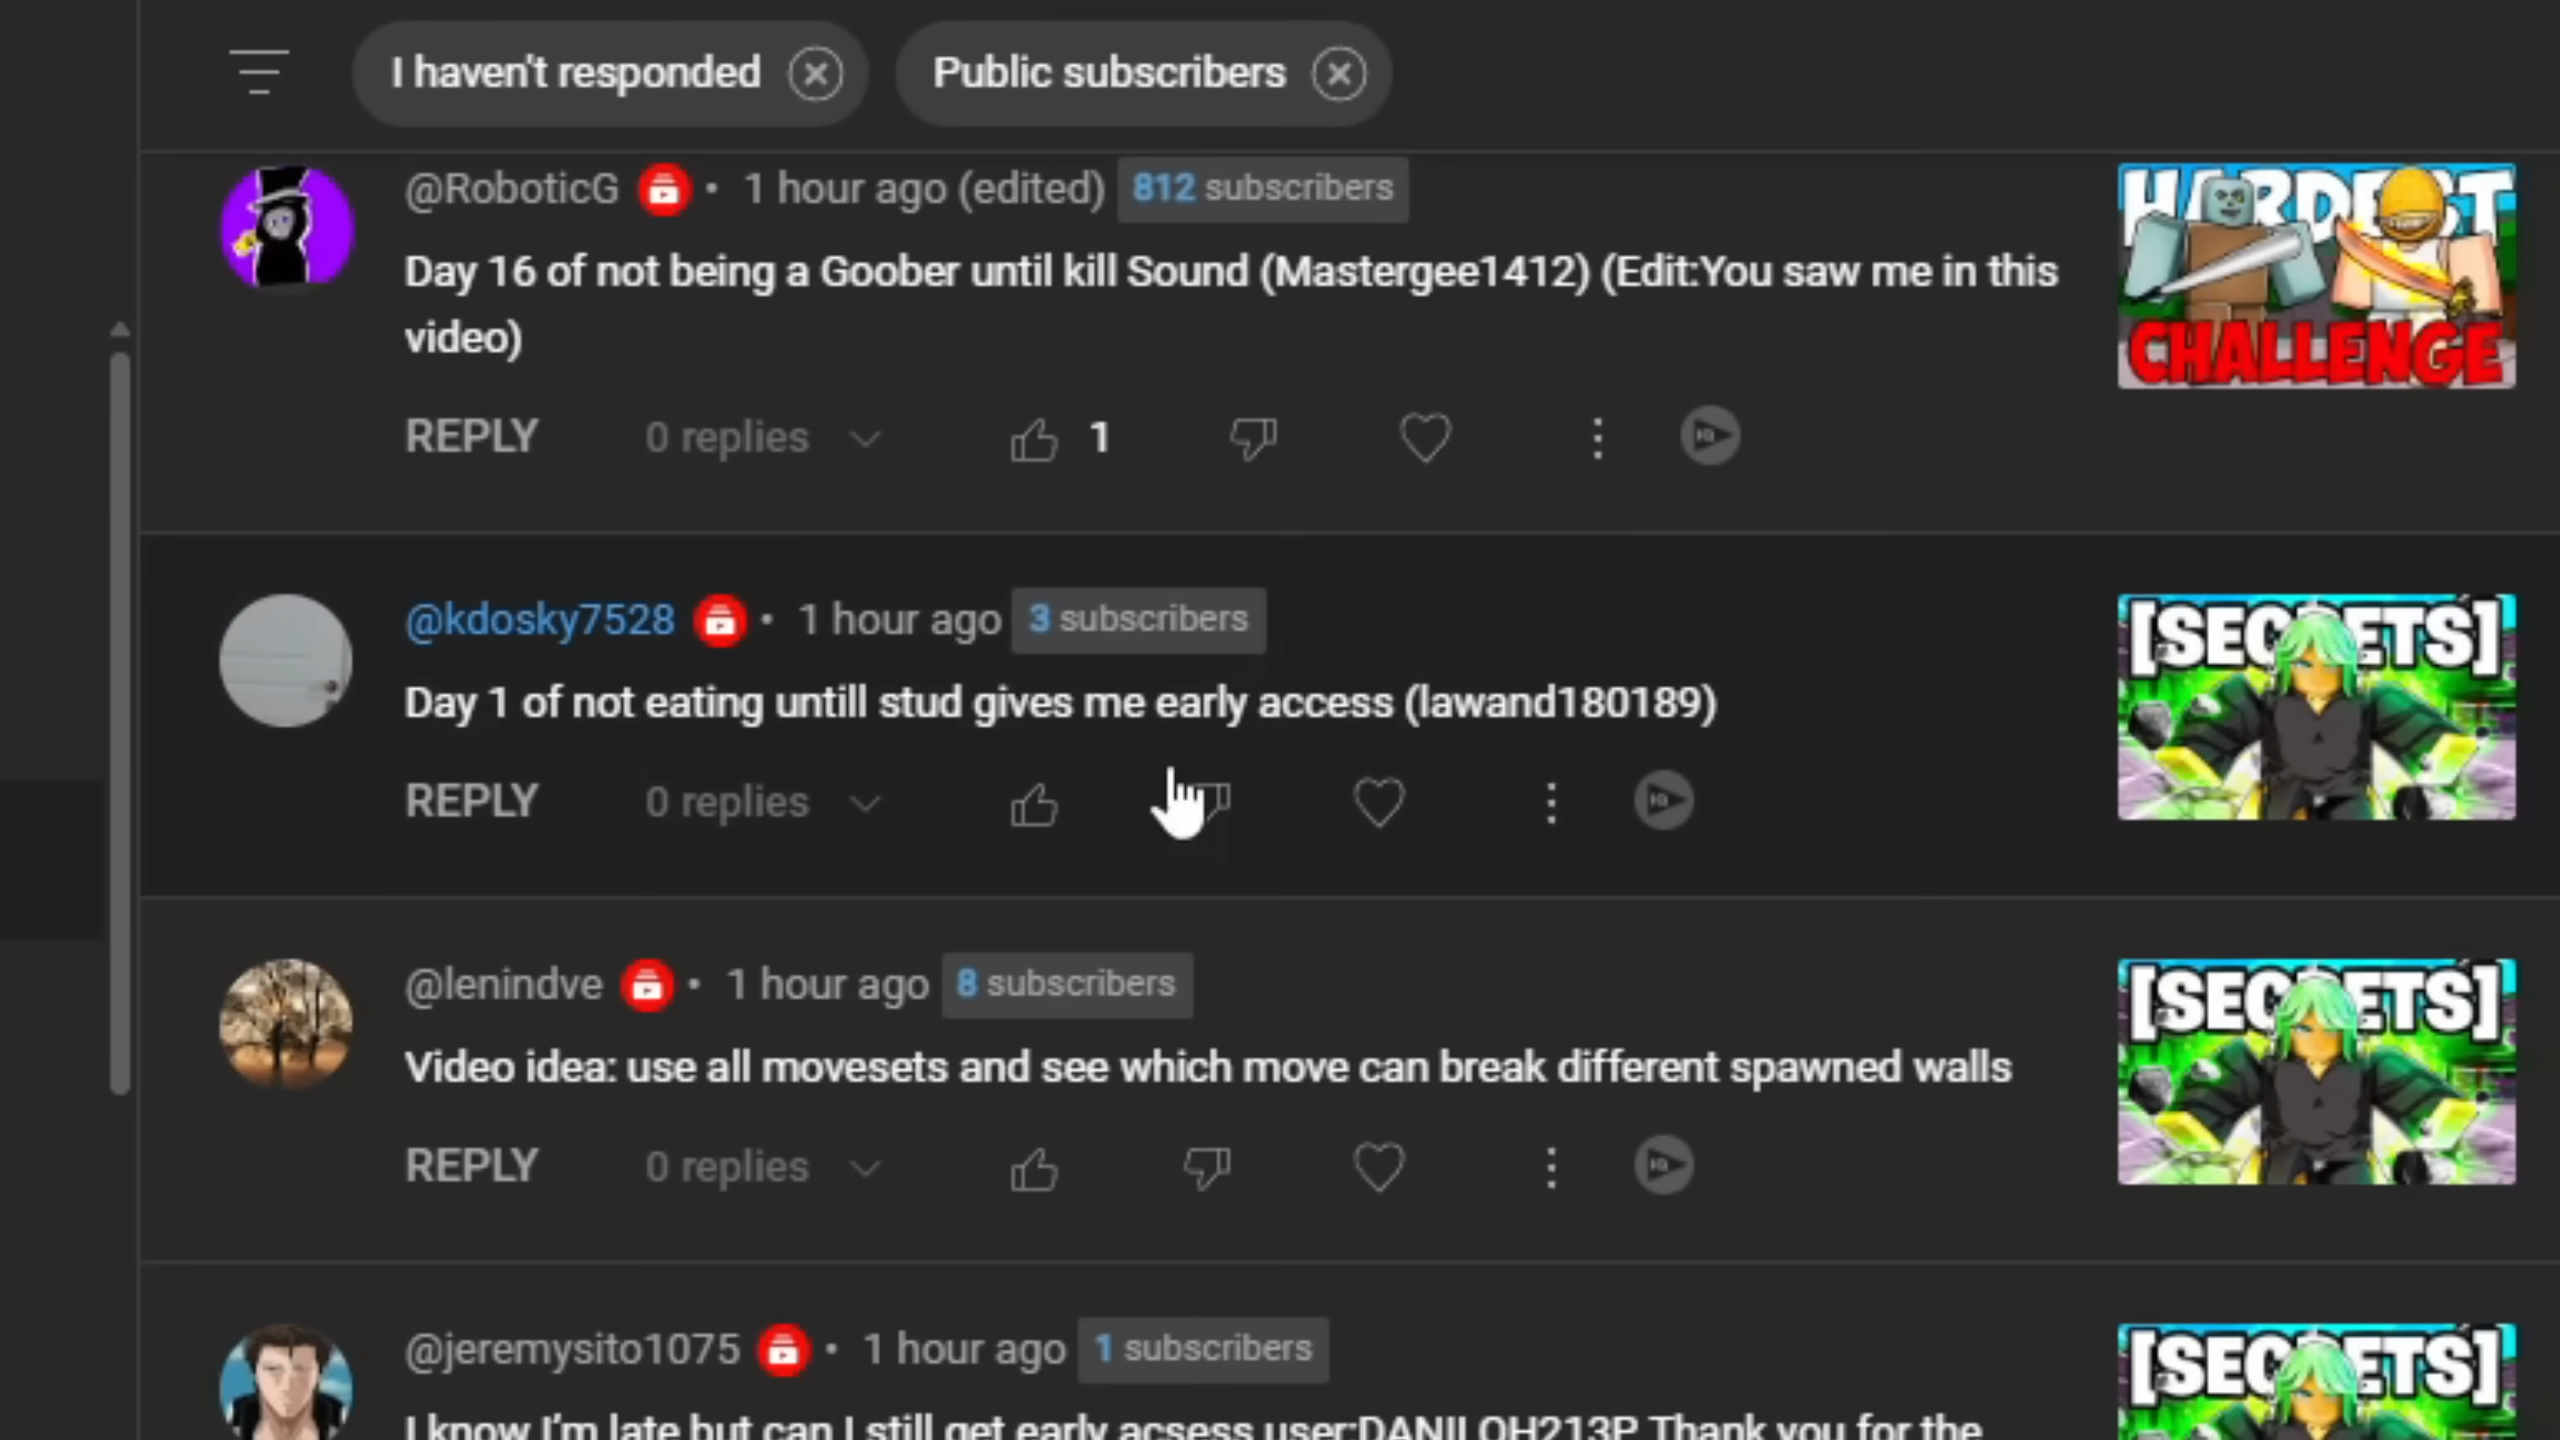 I haven't responded
Public subscribers
@RoboticG • 1 hour ago (edited) 812 subscribers
Day 16 of not being a Goober until kill Sound (Mastergee1412) (Edit:You saw me in this
video)
REPLY 0 replies 1
HARDEST
CHALLENGE
@kdosky7528 • 1 hour ago 3 subscribers
Day 1 of not eating untill stud gives me early access (lawand180189)
REPLY 0 replies
[SECRETS]
@lenindve • 1 hour ago 8 subscribers
Video idea: use all movesets and see which move can break different spawned walls
REPLY 0 replies
[SECRETS]
@jeremysito1075 • 1 hour ago 1 subscribers
I know I'm late but can I still get early acsess user: Thank you for the
[SECRETS]